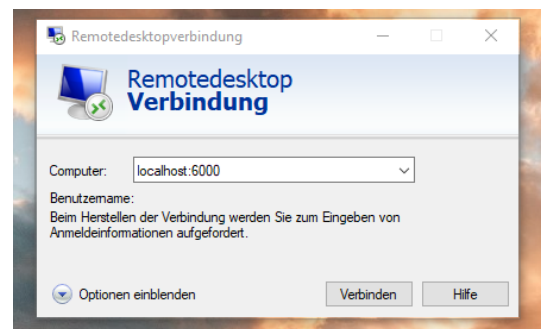 Remotedesktopverbindung
Remotedesktop
Verbindung
Computer: localhost:6000
Benutzername:
Beim Herstellen der Verbindung werden Sie zum Eingeben von
Anmeldeinformationen aufgefordert.
Optionen einblenden Verbinden Hilfe